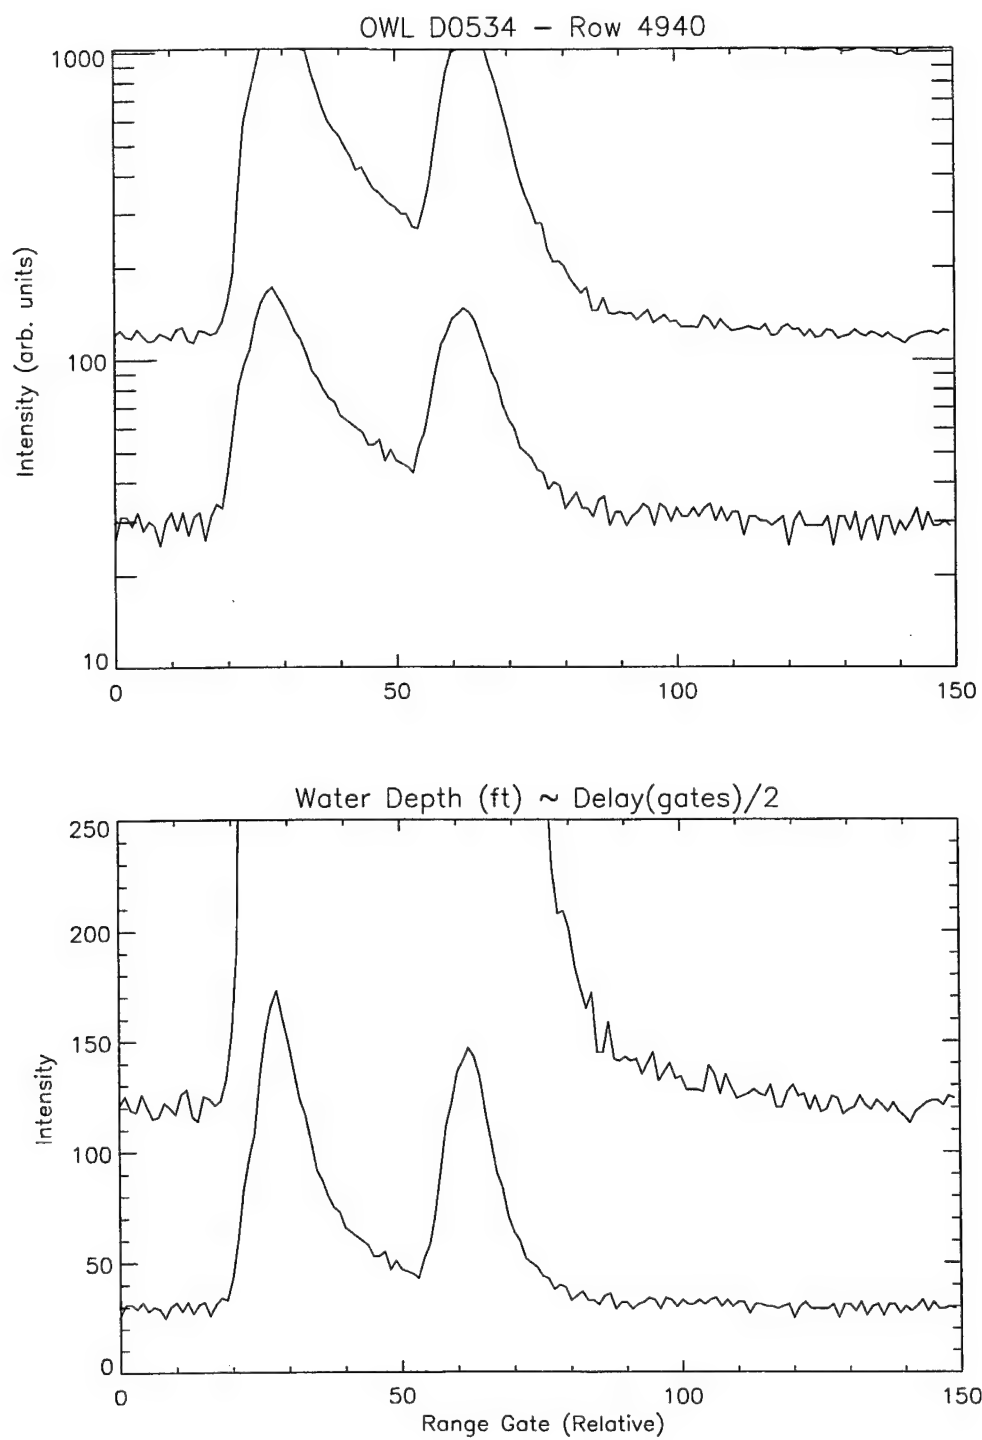 OWL D0534 – Row 4940
1000
100
10
Intensity (arb. units)
0 50 100 150
Water Depth (ft) ~ Delay(gates)/2
250
200
150
100
50
0
Intensity
0 50 100 150
Range Gate (Relative)